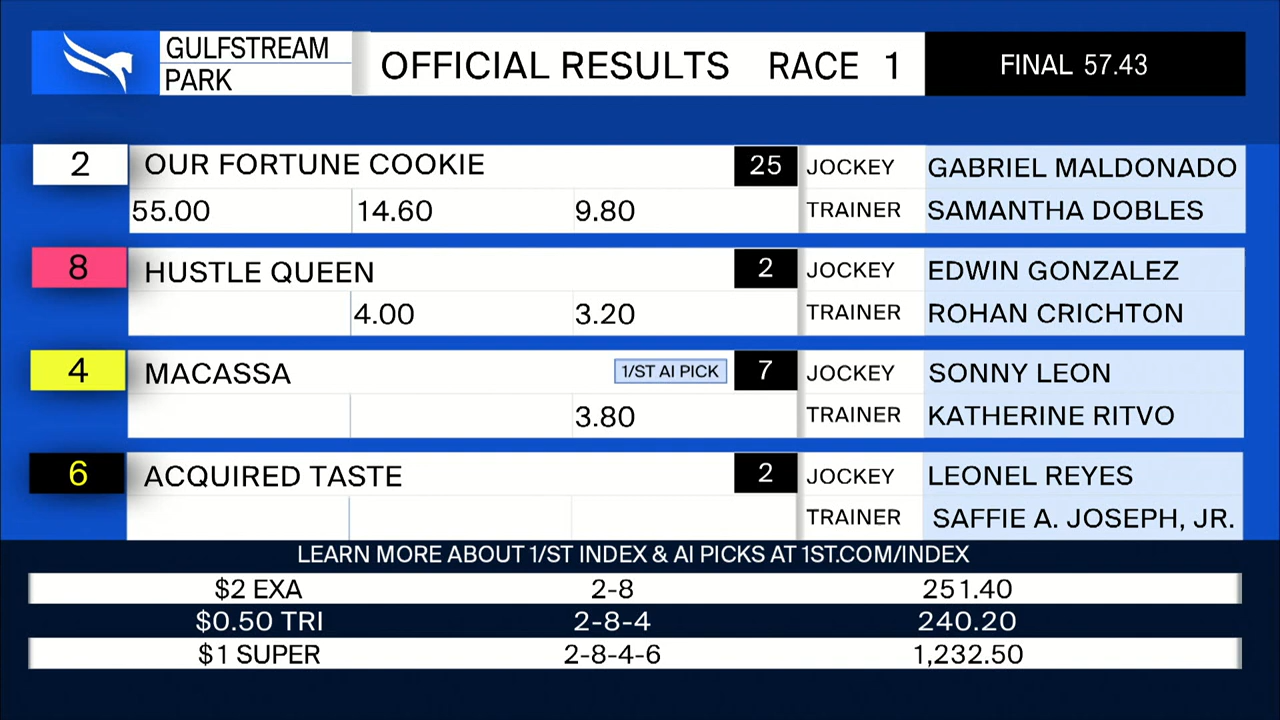 GULFSTREAM
PARK
OFFICIAL RESULTS RACE 1
FINAL 57.43
2 OUR FORTUNE COOKIE 25 JOCKEY GABRIEL MALDONADO
55.00 14.60 9.80 TRAINER SAMANTHA DOBLES
8 HUSTLE QUEEN 2 JOCKEY EDWIN GONZALEZ
4.00 3.20 TRAINER ROHAN CRICHTON
4 MACASSA 1/ST AI PICK 7 JOCKEY SONNY LEON
3.80 TRAINER KATHERINE RITVO
6 ACQUIRED TASTE 2 JOCKEY LEONEL REYES
TRAINER SAFFIE A. JOSEPH, JR.
LEARN MORE ABOUT 1/ST INDEX & AI PICKS AT 1ST.COM/INDEX
$2 EXA 2-8 251.40
$0.50 TRI 2-8-4 240.20
$1 SUPER 2-8-4-6 1,232.50